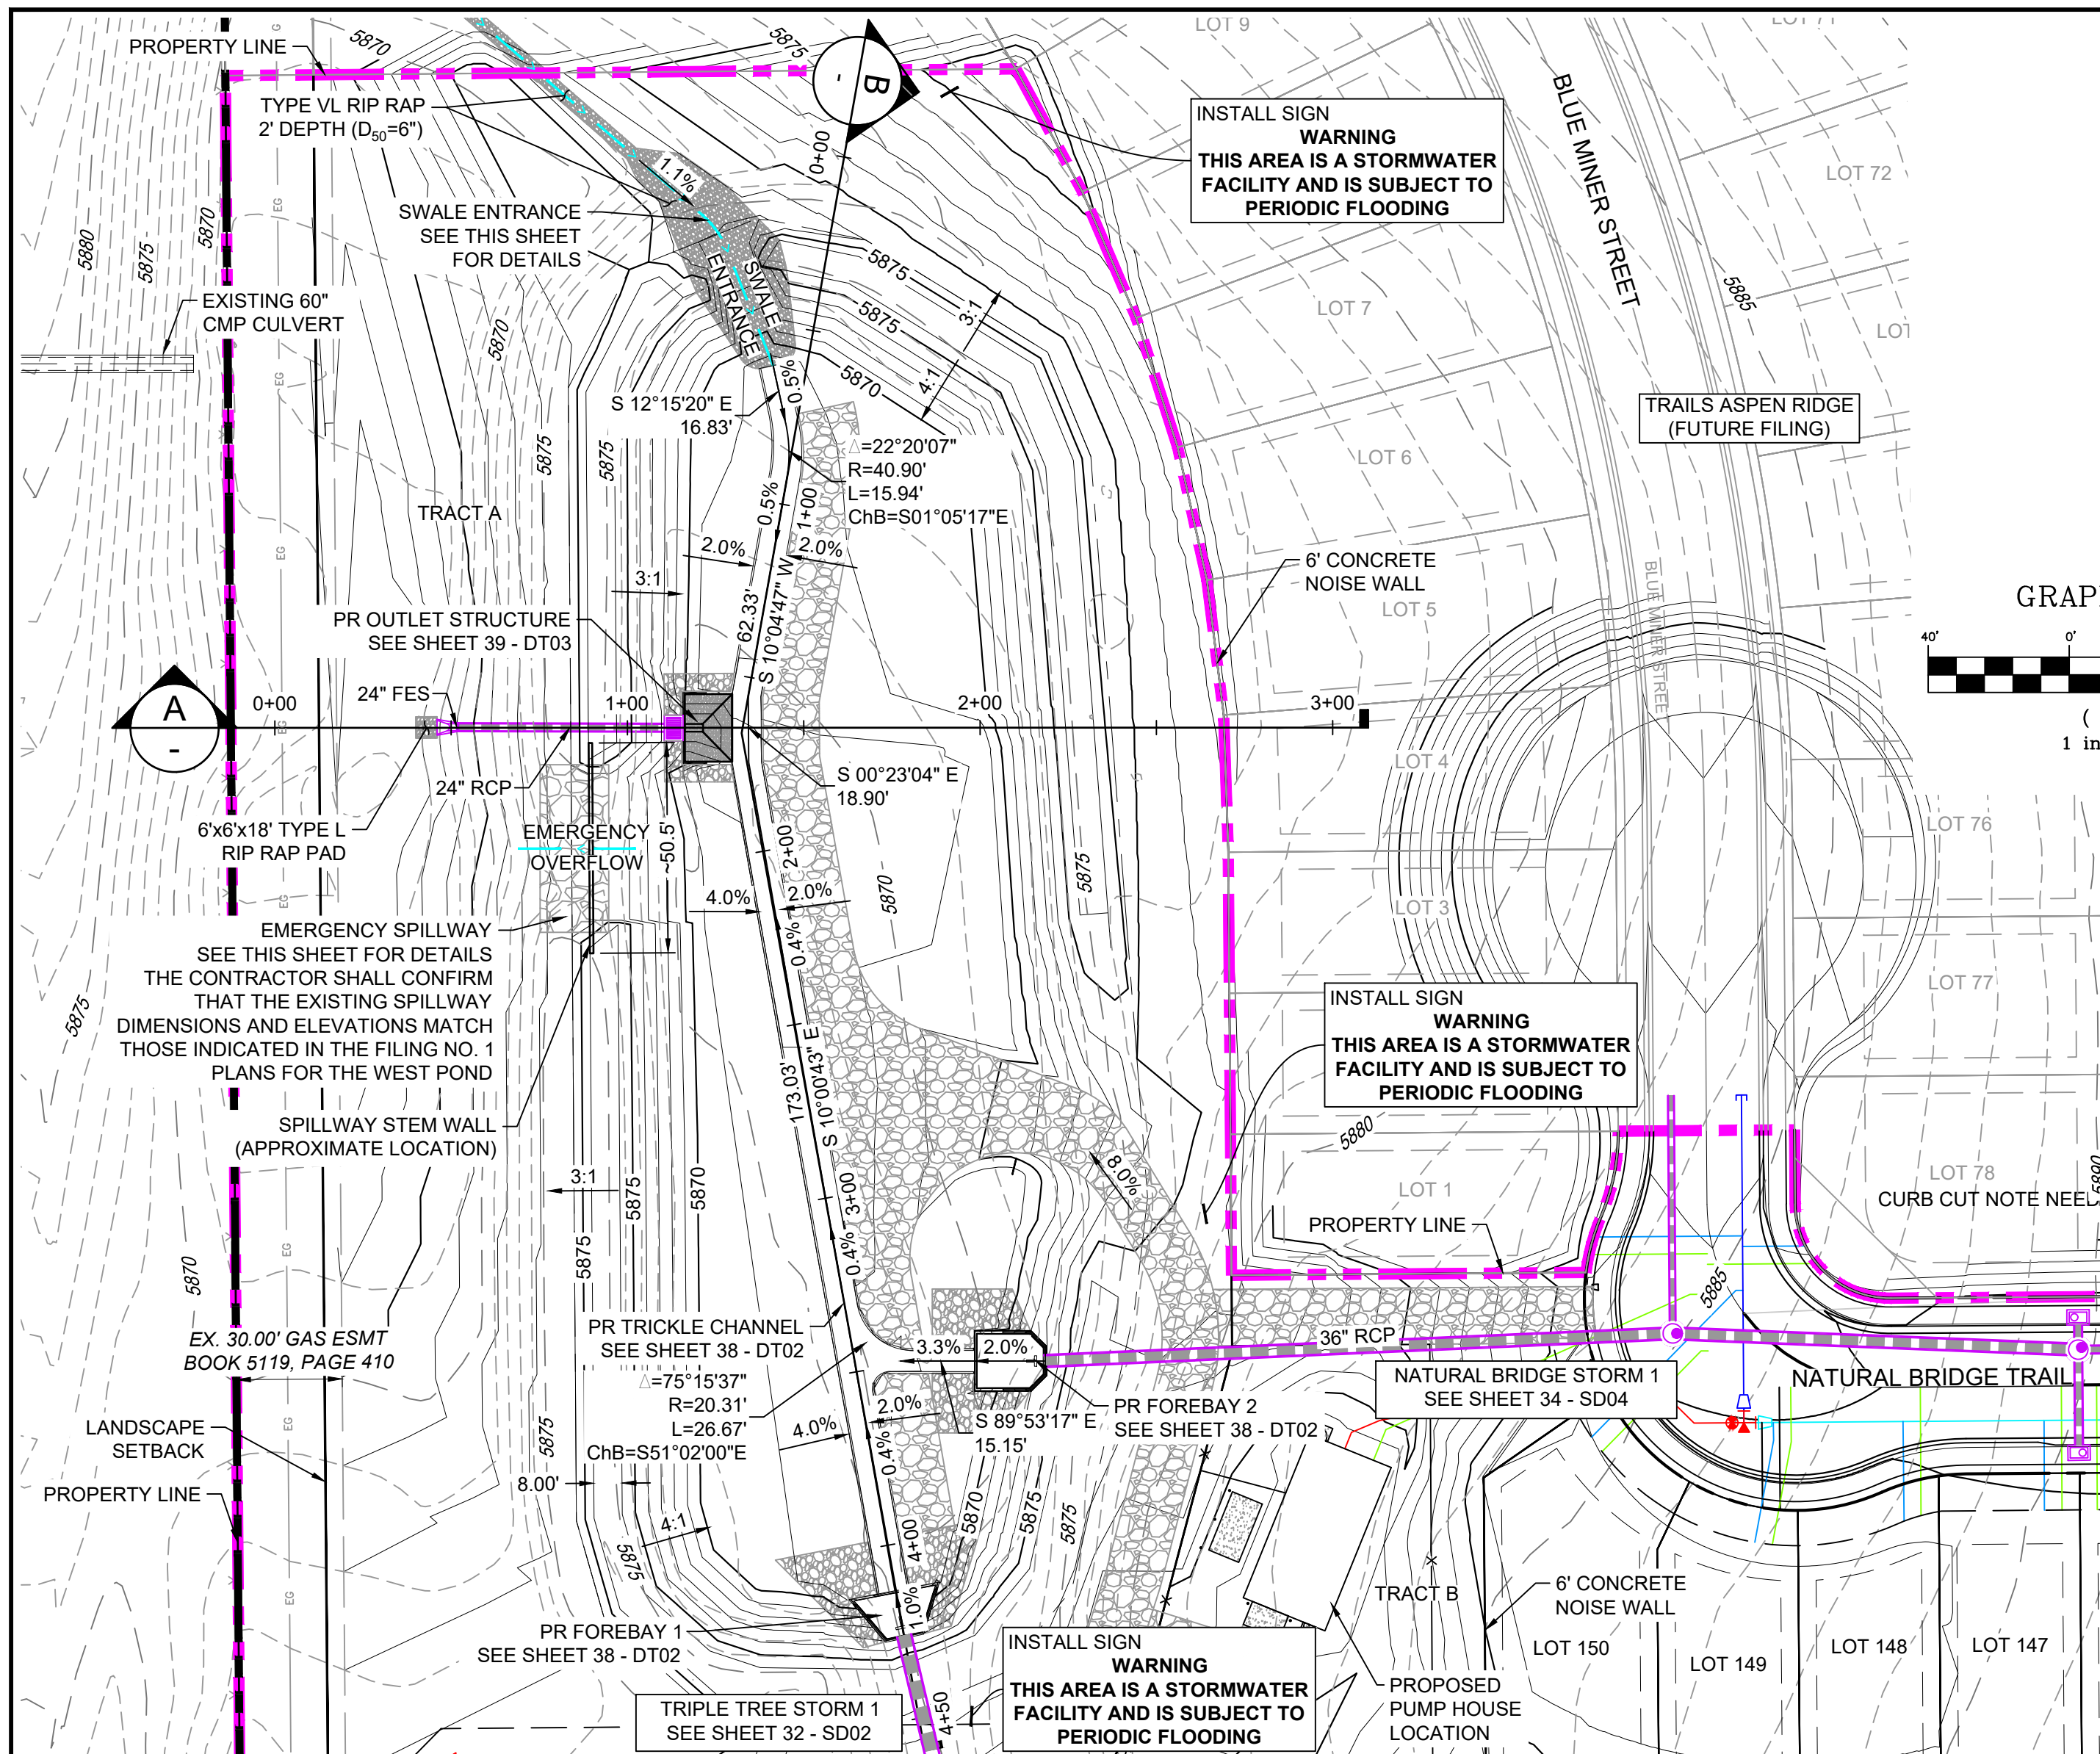 LOT 9
LOT 71
PROPERTY LINE
5870
5875
B
-
TYPE VL RIP RAP
2' DEPTH (D50=6")
0+00
INSTALL SIGN
WARNING
THIS AREA IS A STORMWATER
FACILITY AND IS SUBJECT TO
PERIODIC FLOODING
BLUE MINER STREET
LOT 72
1.1%
SWALE ENTRANCE
SEE THIS SHEET
FOR DETAILS
5880
5875
5870
SWALE
ENTRANCE
5875
5875
3:1
4:1
5870
EXISTING 60"
CMP CULVERT
5870
LOT 7
5885
LOT
EG
EG
EG
S 12°15'20" E
16.83'
0.5%
TRAILS ASPEN RIDGE
(FUTURE FILING)
△=22°20'07"
R=40.90'
L=15.94'
ChB=S01°05'17"E
LOT 6
5875
5875
TRACT A
0.5%
1+00
2.0%
2.0%
3:1
6' CONCRETE
NOISE WALL
LOT 5
BLUE MINER STREET
GRAP
40'
0'
(
1 in
PR OUTLET STRUCTURE
SEE SHEET 39 - DT03
62.33'
S 10°04'47" W
A
-
0+00
24" FES
1+00
2+00
3+00
EG
24" RCP
S 00°23'04" E
18.90'
LOT 4
6'x6'x18' TYPE L
RIP RAP PAD
EMERGENCY
OVERFLOW
~50.5'
2+00
LOT 76
4.0%
2.0%
5870
5875
LOT 3
EG
0.4%
EMERGENCY SPILLWAY
SEE THIS SHEET FOR DETAILS
THE CONTRACTOR SHALL CONFIRM
THAT THE EXISTING SPILLWAY
DIMENSIONS AND ELEVATIONS MATCH
THOSE INDICATED IN THE FILING NO. 1
PLANS FOR THE WEST POND
5875
LOT 77
INSTALL SIGN
WARNING
THIS AREA IS A STORMWATER
FACILITY AND IS SUBJECT TO
PERIODIC FLOODING
173.03'
S 10°00'43" E
SPILLWAY STEM WALL
(APPROXIMATE LOCATION)
5880
3:1
5875
5870
8.0%
LOT 1
LOT 78
5890
CURB CUT NOTE NEEL
3+00
0.4%
PROPERTY LINE
5870
5875
EG
5885
EX. 30.00' GAS ESMT
BOOK 5119, PAGE 410
PR TRICKLE CHANNEL
SEE SHEET 38 - DT02
3.3%
2.0%
36" RCP
NATURAL BRIDGE STORM 1
SEE SHEET 34 - SD04
NATURAL BRIDGE TRAIL
△=75°15'37"
R=20.31'
L=26.67'
ChB=S51°02'00"E
2.0%
S 89°53'17" E
15.15'
PR FOREBAY 2
SEE SHEET 38 - DT02
LANDSCAPE
SETBACK
EG
5875
4.0%
0.4%
PROPERTY LINE
8.00'
4:1
5875
4+00
5870
5875
5875
EG
1.0%
TRACT B
6' CONCRETE
NOISE WALL
PR FOREBAY 1
SEE SHEET 38 - DT02
INSTALL SIGN
WARNING
THIS AREA IS A STORMWATER
FACILITY AND IS SUBJECT TO
PERIODIC FLOODING
LOT 150
LOT 149
LOT 148
LOT 147
TRIPLE TREE STORM 1
SEE SHEET 32 - SD02
4+50
PROPOSED
PUMP HOUSE
LOCATION